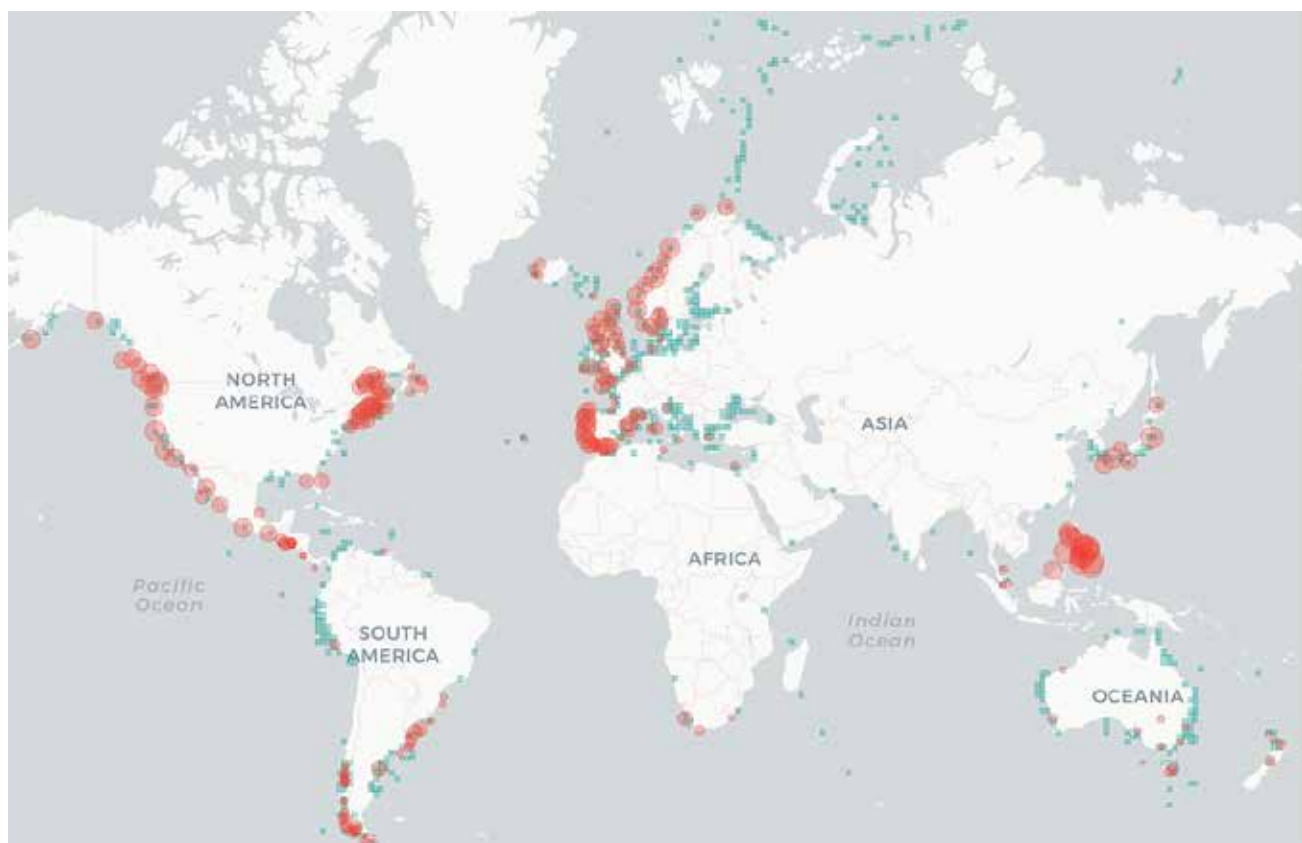 NORTH
AMERICA
ASIA
AFRICA
Pacific
Ocean
Indian
Ocean
SOUTH
AMERICA
OCEANIA